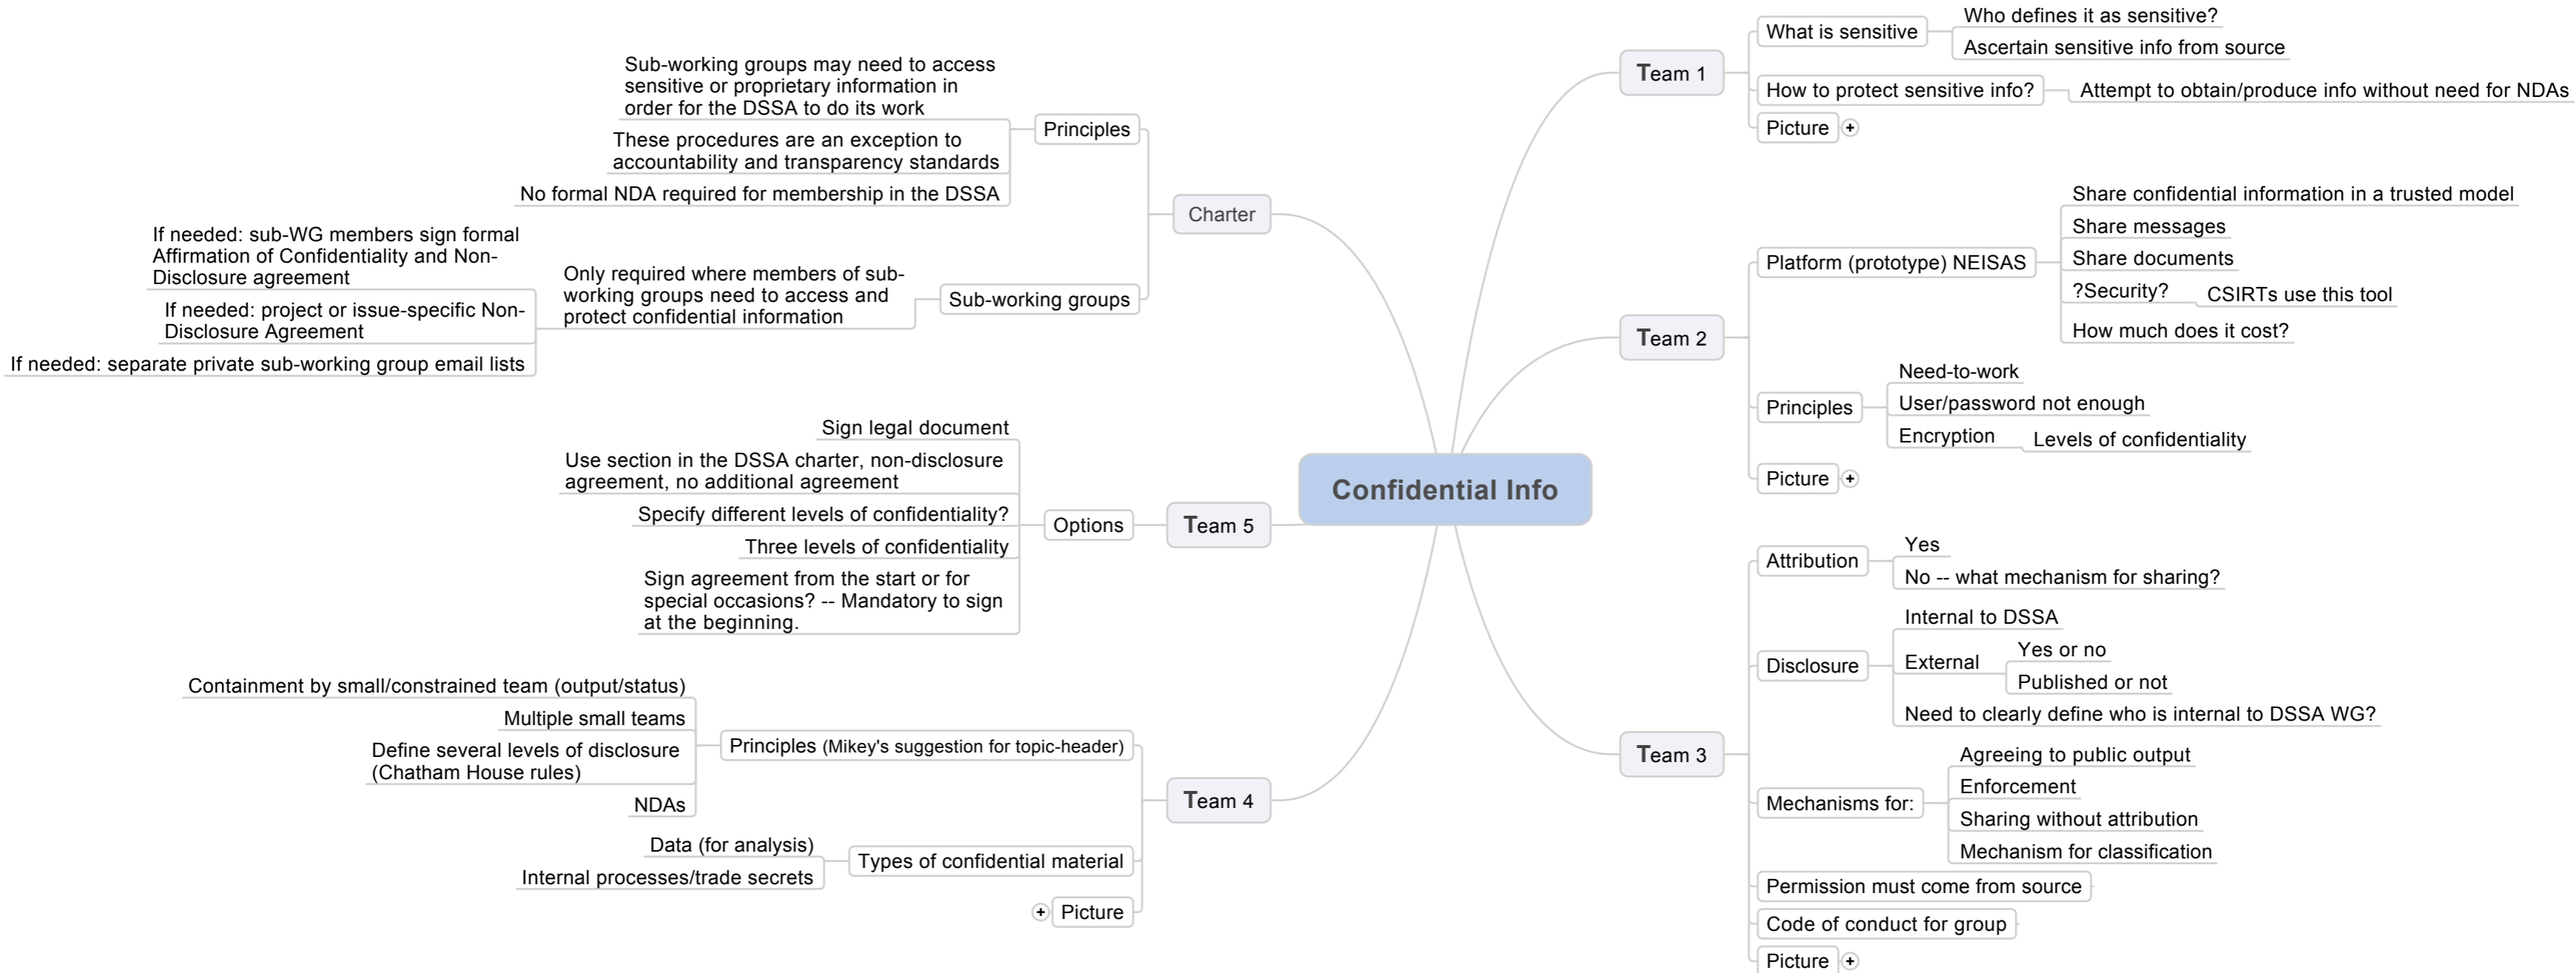 Confidential Info
Team 1
What is sensitive
Who defines it as sensitive?
Ascertain sensitive info from source
How to protect sensitive info?
Attempt to obtain/produce info without need for NDAs
Picture
Team 2
Platform (prototype) NEISAS
Share confidential information in a trusted model
Share messages
Share documents
?Security?
CSIRTs use this tool
How much does it cost?
Principles
Need-to-work
User/password not enough
Encryption
Levels of confidentiality
Picture
Team 3
Attribution
Yes
No -- what mechanism for sharing?
Disclosure
Internal to DSSA
External
Yes or no
Published or not
Need to clearly define who is internal to DSSA WG?
Mechanisms for:
Agreeing to public output
Enforcement
Sharing without attribution
Mechanism for classification
Permission must come from source
Code of conduct for group
Picture
Charter
Principles
Sub-working groups may need to access
sensitive or proprietary information in
order for the DSSA to do its work
These procedures are an exception to
accountability and transparency standards
No formal NDA required for membership in the DSSA
Sub-working groups
Only required where members of sub-
working groups need to access and
protect confidential information
If needed: sub-WG members sign formal
Affirmation of Confidentiality and Non-
Disclosure agreement
If needed: project or issue-specific Non-
Disclosure Agreement
If needed: separate private sub-working group email lists
Team 5
Options
Sign legal document
Use section in the DSSA charter, non-disclosure
agreement, no additional agreement
Specify different levels of confidentiality?
Three levels of confidentiality
Sign agreement from the start or for
special occasions? -- Mandatory to sign
at the beginning.
Team 4
Principles (Mikey's suggestion for topic-header)
Containment by small/constrained team (output/status)
Multiple small teams
Define several levels of disclosure
(Chatham House rules)
NDAs
Types of confidential material
Data (for analysis)
Internal processes/trade secrets
Picture